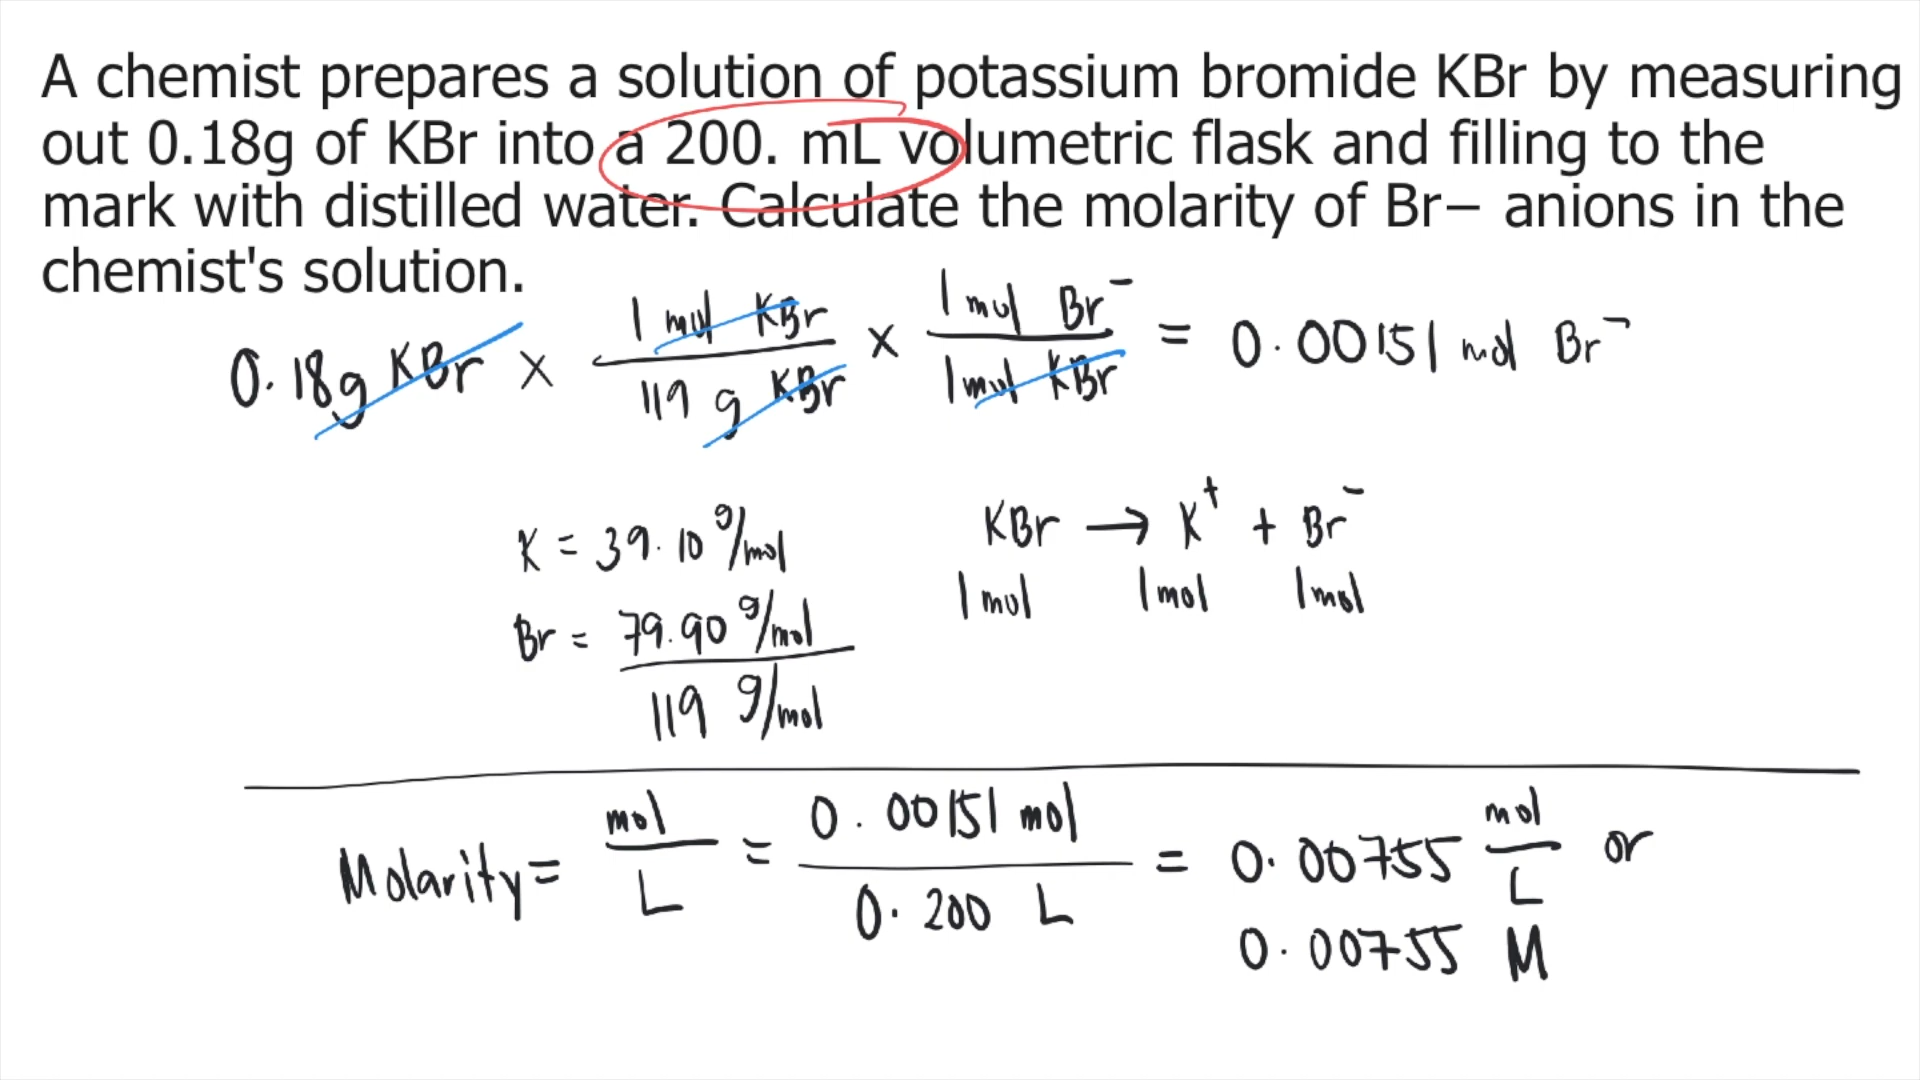 A chemist prepares a solution of potassium bromide KBr by measuring
out 0.18g of KBr into a 200. mL volumetric flask and filling to the
mark with distilled water. Calculate the molarity of Br− anions in the
chemist's solution.
0.18g KBr × 1 mol KBr / 119 g KBr × 1 mol Br⁻ / 1 mol KBr = 0.00151 mol Br⁻
K = 39.10 g/mol
Br = 79.90 g/mol
119 g/mol
KBr → K⁺ + Br⁻
1 mol 1 mol 1 mol
Molarity = mol / L = 0.00151 mol / 0.200 L = 0.00755 mol / L or
0.00755 M